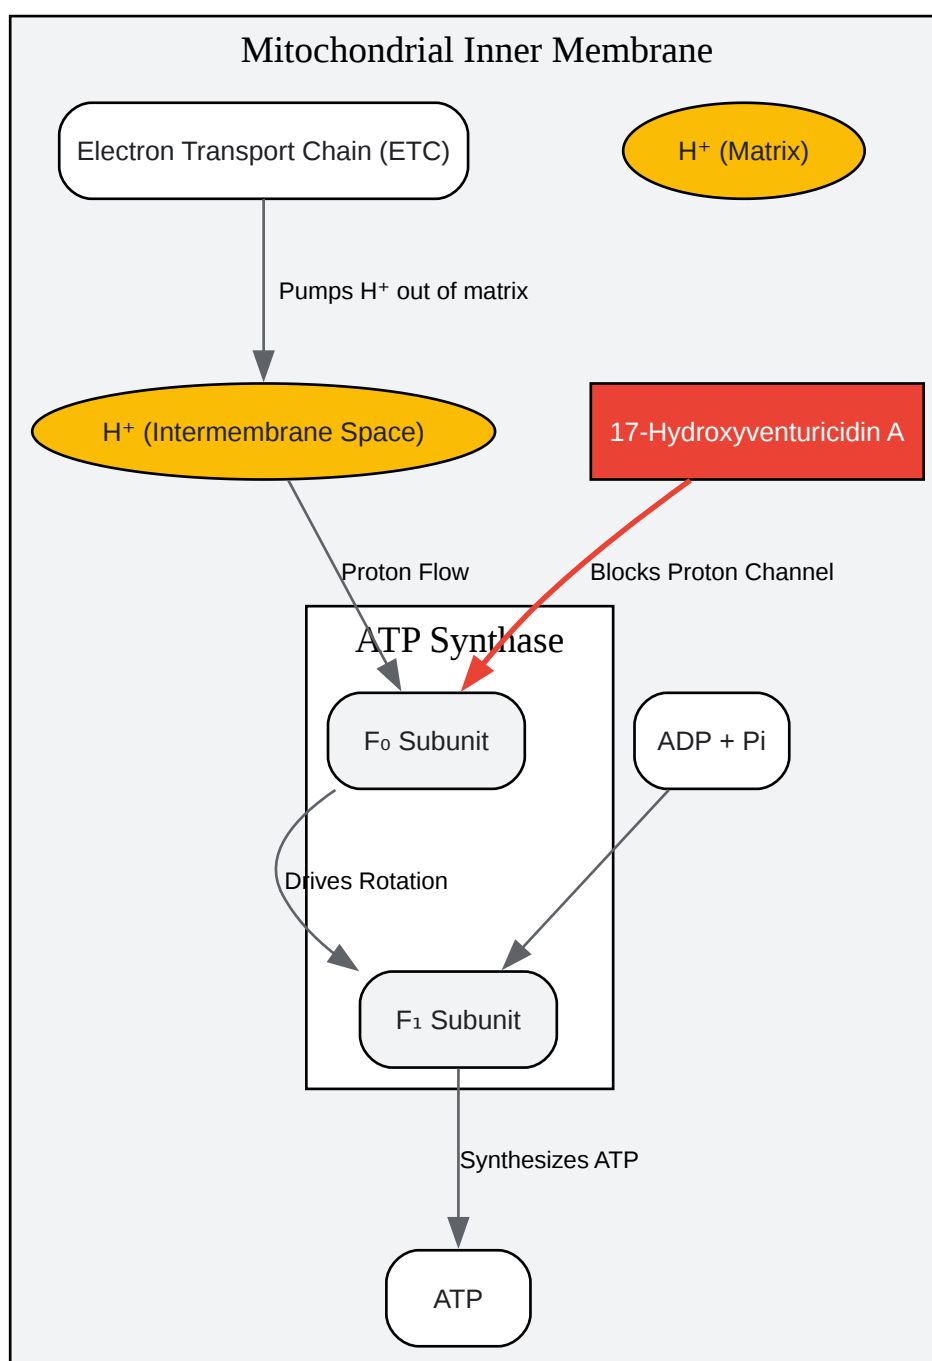 Mitochondrial Inner Membrane
Electron Transport Chain (ETC)
H⁺ (Matrix)
Pumps H⁺ out of matrix
H⁺ (Intermembrane Space)
17-Hydroxyventuricidin A
Proton Flow
Blocks Proton Channel
ATP Synthase
F₀ Subunit
ADP + Pi
Drives Rotation
F₁ Subunit
Synthesizes ATP
ATP